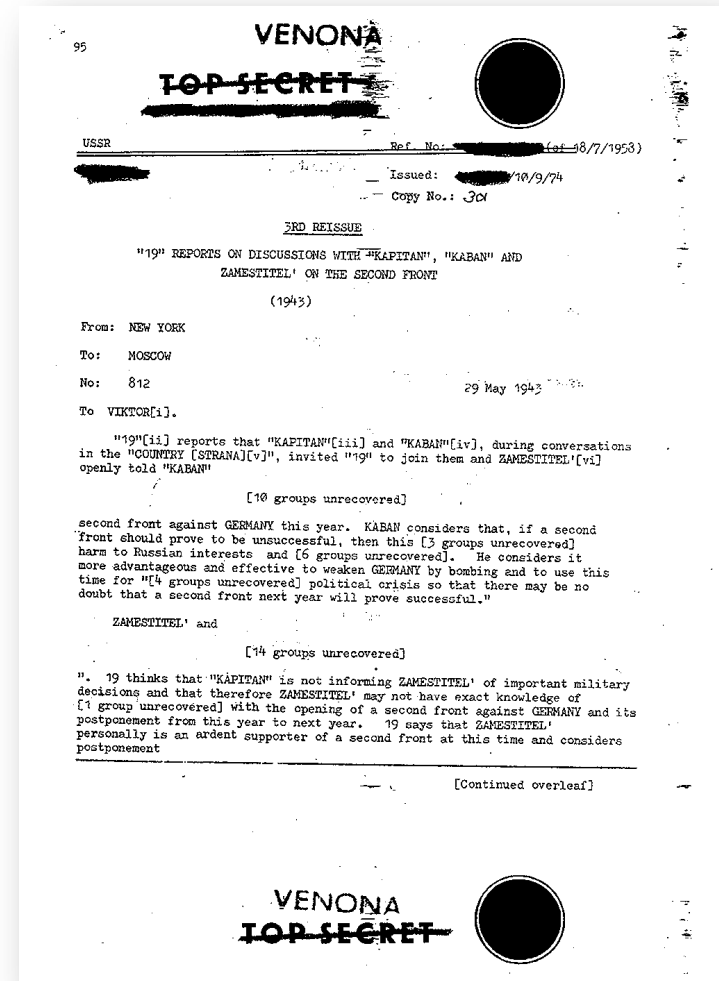 VENONA
95
TOP SECRET
USSR
Ref. No: (of 18/7/1953)
Issued: /10/9/74
Copy No.: 301
3RD REISSUE
"19" REPORTS ON DISCUSSIONS WITH "KAPITAN", "KABAN" AND
ZAMESTITEL' ON THE SECOND FRONT
(1943)
From: NEW YORK
To: MOSCOW
No: 812
29 May 1943
To VIKTOR[i].
"19"[ii] reports that "KAPITAN"[iii] and "KABAN"[iv], during conversations
in the "COUNTRY [STRANA][v]", invited "19" to join them and ZAMESTITEL'[vi]
openly told "KABAN"
[10 groups unrecovered]
second front against GERMANY this year. KABAN considers that, if a second
front should prove to be unsuccessful, then this [3 groups unrecovered]
harm to Russian interests and [6 groups unrecovered]. He considers it
more advantageous and effective to weaken GERMANY by bombing and to use this
time for "[4 groups unrecovered] political crisis so that there may be no
doubt that a second front next year will prove successful."
ZAMESTITEL' and
[14 groups unrecovered]
". 19 thinks that "KAPITAN" is not informing ZAMESTITEL' of important military
decisions and that therefore ZAMESTITEL' may not have exact knowledge of
[1 group unrecovered] with the opening of a second front against GERMANY and its
postponement from this year to next year. 19 says that ZAMESTITEL'
personally is an ardent supporter of a second front at this time and considers
postponement
[Continued overleaf]
VENONA
TOP SECRET